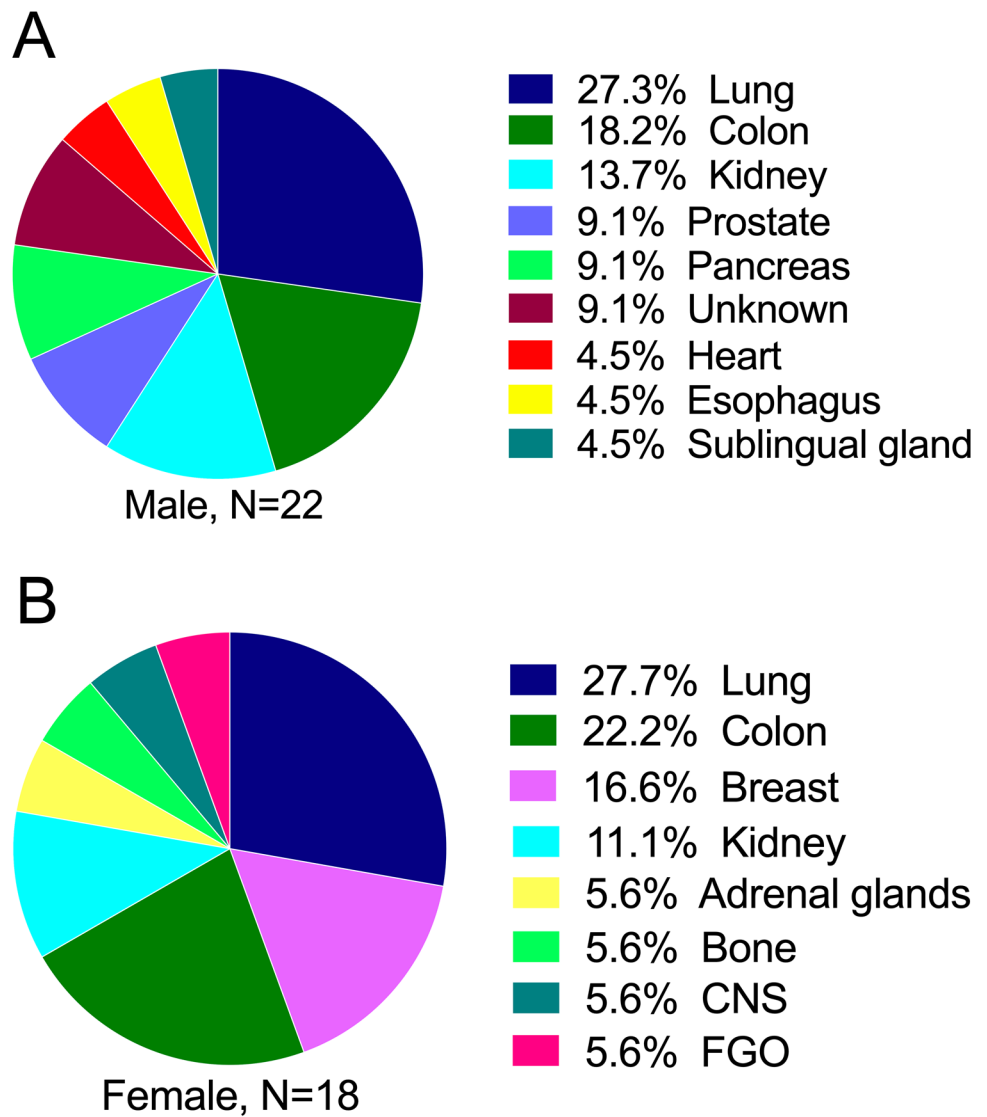 A
27.3% Lung
18.2% Colon
13.7% Kidney
9.1% Prostate
9.1% Pancreas
9.1% Unknown
4.5% Heart
4.5% Esophagus
4.5% Sublingual gland
Male, N=22
B
27.7% Lung
22.2% Colon
16.6% Breast
11.1% Kidney
5.6% Adrenal glands
5.6% Bone
5.6% CNS
5.6% FGO
Female, N=18